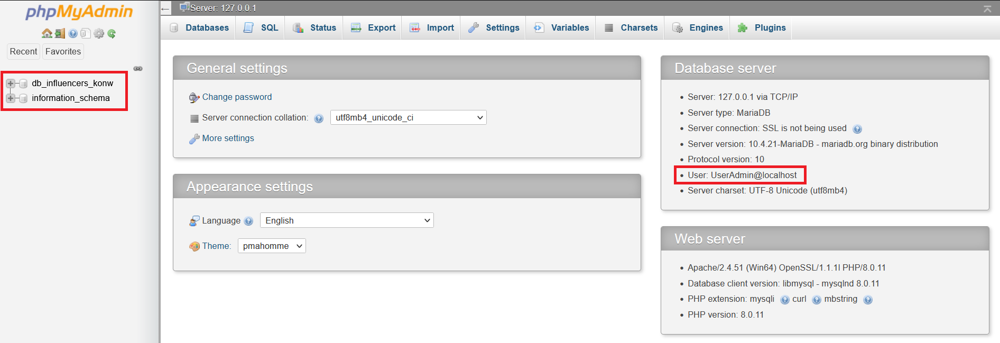 phpMyAdmin
Recent
Favorites
db_influencers_konw
information_schema
Server: 127.0.0.1
Databases
SQL
Status
Export
Import
Settings
Variables
Charsets
Engines
Plugins
General settings
Change password
Server connection collation:
utf8mb4_unicode_ci
More settings
Appearance settings
Language
English
Theme:
pmahomme
Database server
Server: 127.0.0.1 via TCP/IP
Server type: MariaDB
Server connection: SSL is not being used
Server version: 10.4.21-MariaDB - mariadb.org binary distribution
Protocol version: 10
User: UserAdmin@localhost
Server charset: UTF-8 Unicode (utf8mb4)
Web server
Apache/2.4.51 (Win64) OpenSSL/1.1.1l PHP/8.0.11
Database client version: libmysql - mysqlnd 8.0.11
PHP extension: mysqli curl mbstring
PHP version: 8.0.11